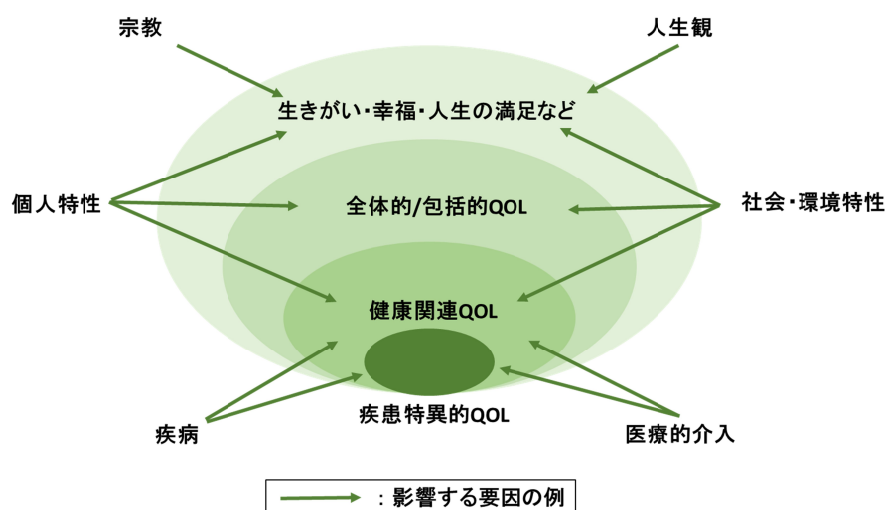 宗教
人生観
生きがい・幸福・人生の満足など
個人特性
全体的/包括的QOL
社会・環境特性
健康関連QOL
疾患特異的QOL
疾病
医療的介入
：影響する要因の例